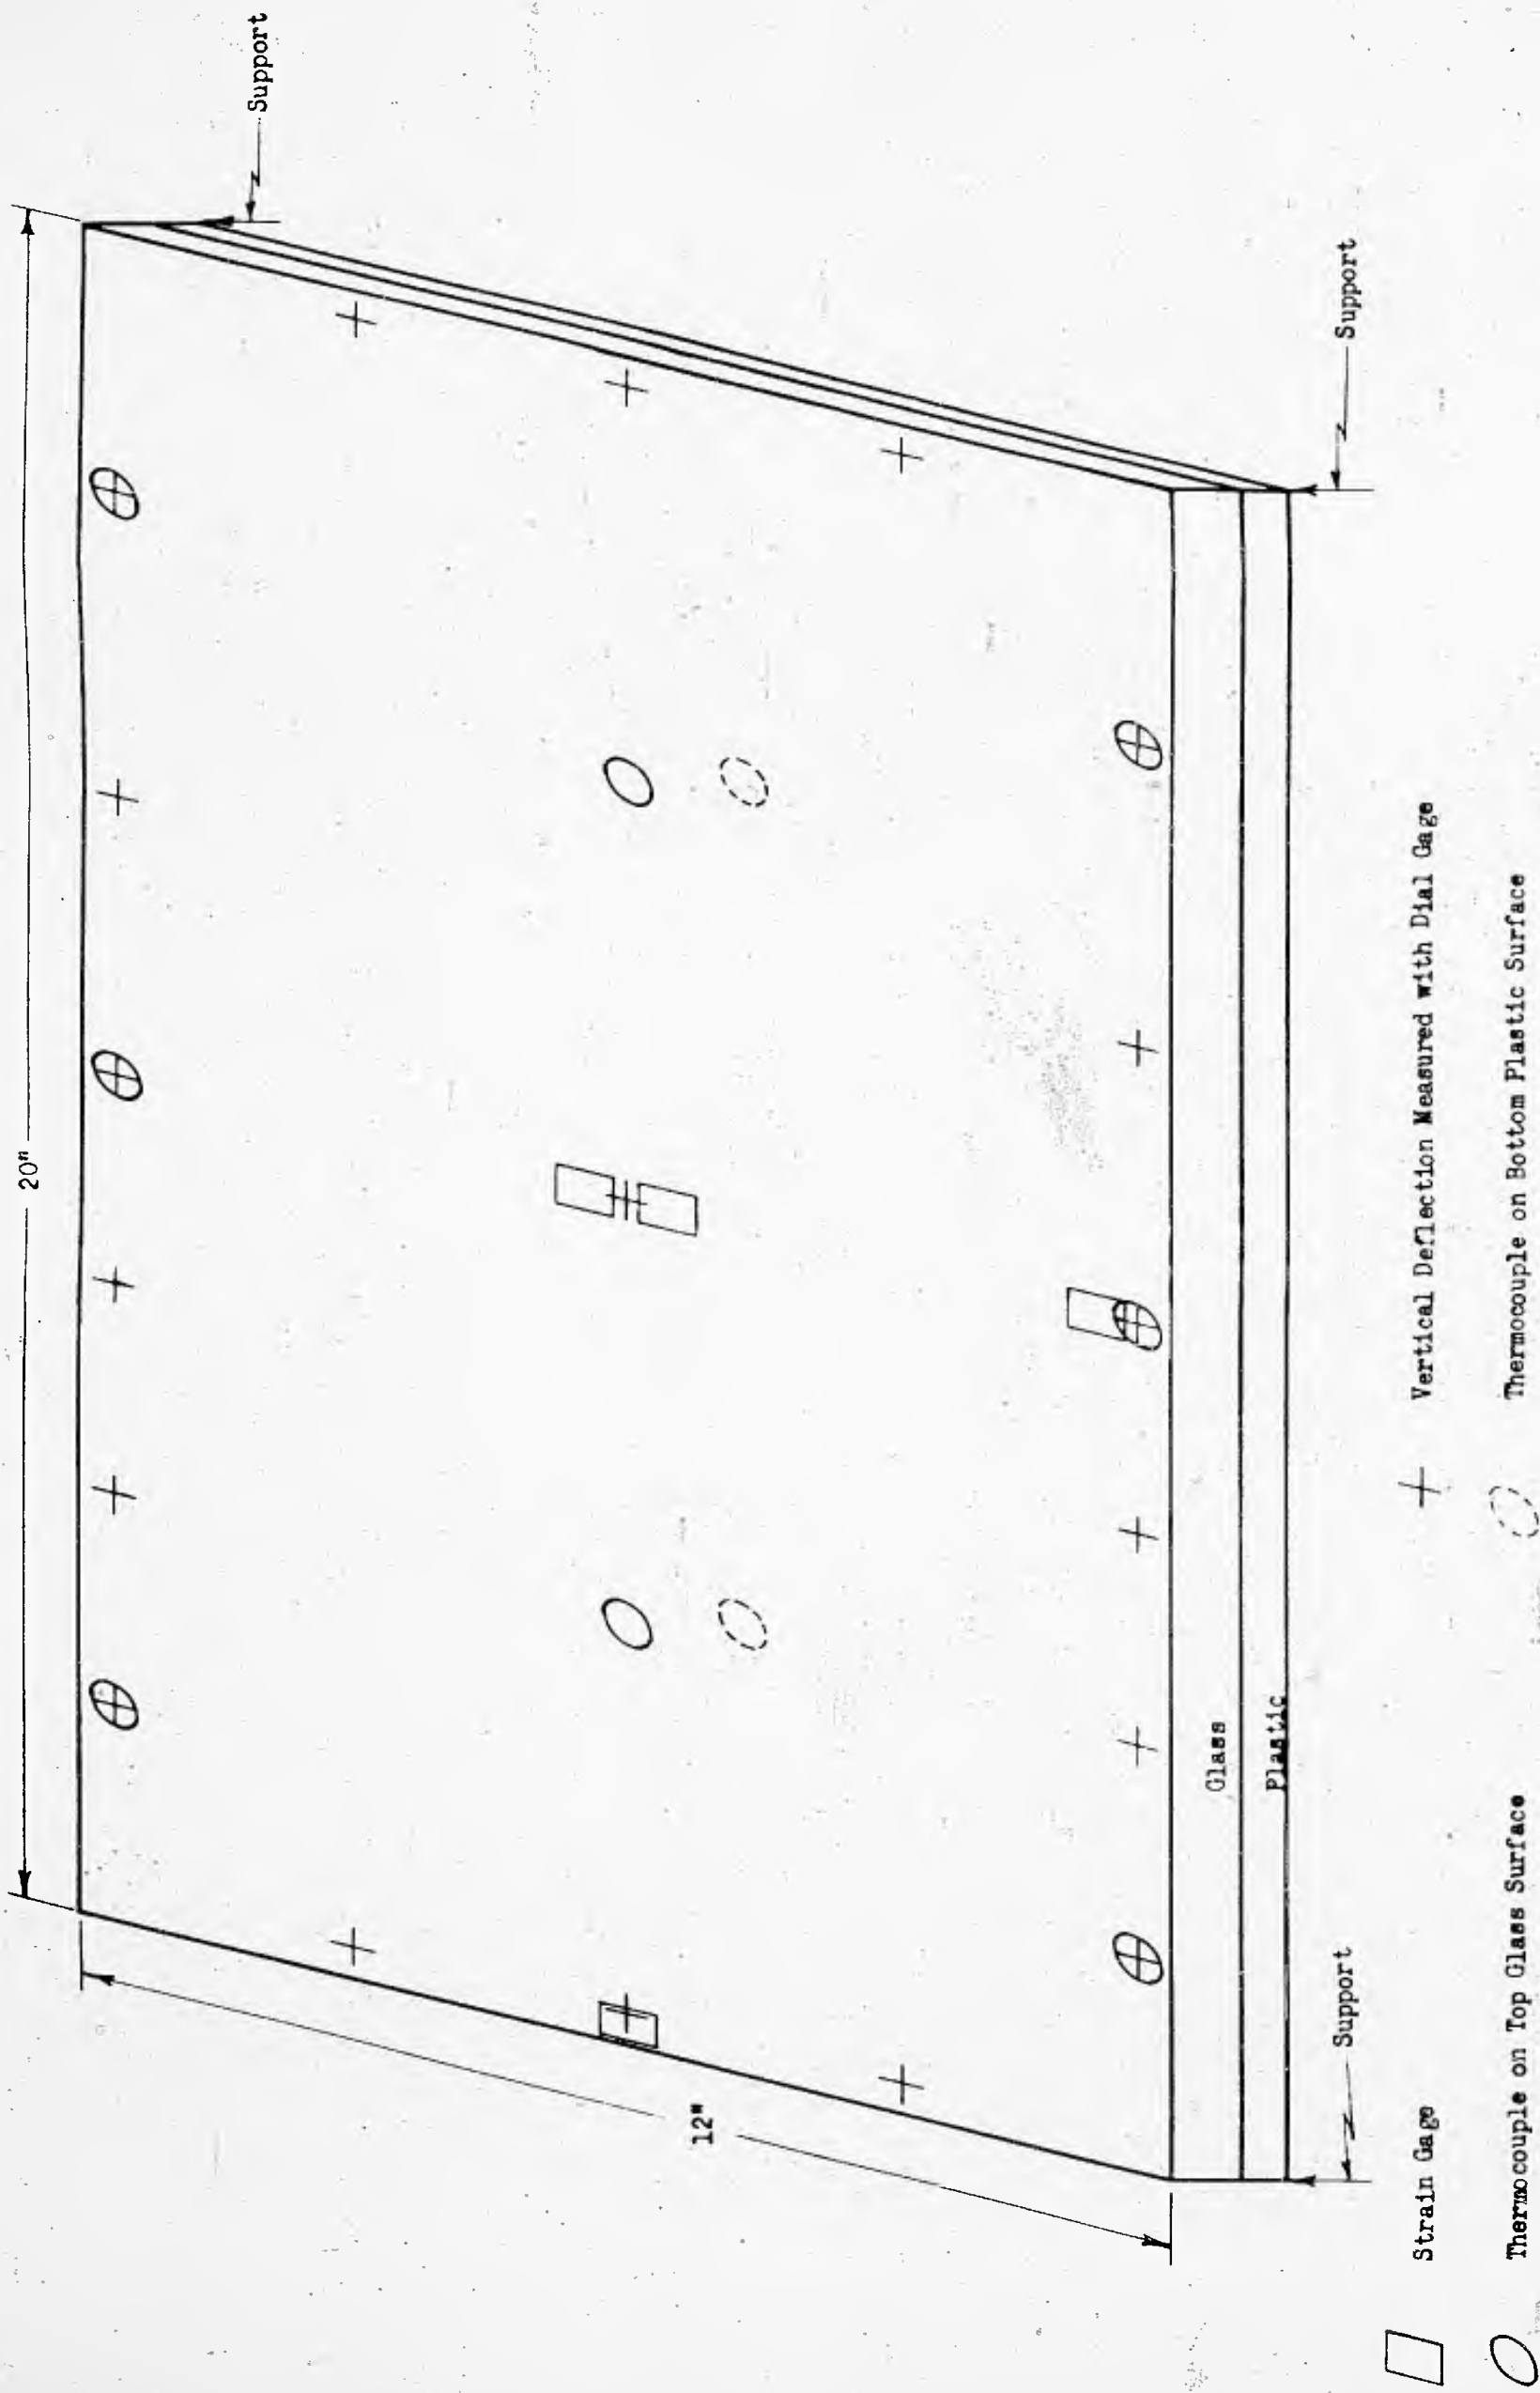 20"
Support
12"
Support
Glass
Plastic
Support
Strain Gage
Vertical Deflection Measured with Dial Gage
Thermocouple on Top Glass Surface
Thermocouple on Bottom Plastic Surface